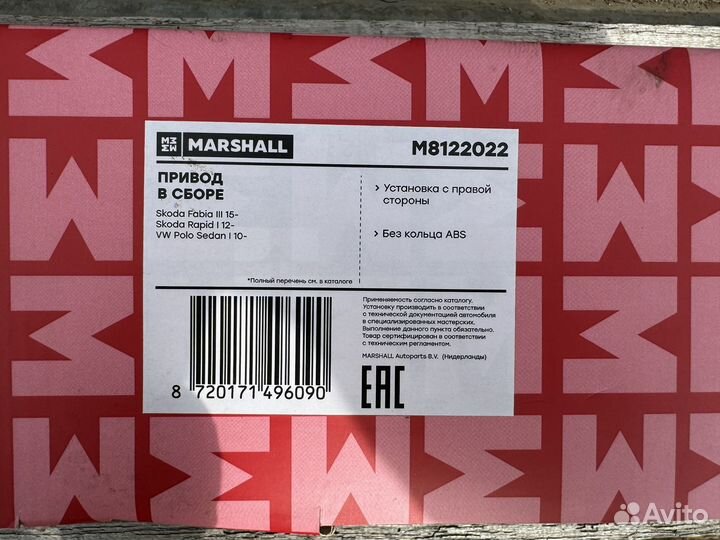 MARSHALL
M8122022
ПРИВОД
В СБОРЕ
Skoda Fabia III 15-
Skoda Rapid I 12-
VW Polo Sedan I 10-
*Полный перечень см. в каталоге
> Установка с правой
стороны
> Без кольца ABS
8 720171 496090
Применяемость согласно каталогу.
Установку производить в соответствии
с технической документацией автомобиля
в специализированных мастерских.
Выполнение данного пункта обязательно.
Товар сертифицирован в соответствии
с техническим регламентом.
MARSHALL Autoparts B.V. (Нидерланды)
EAC
Avito